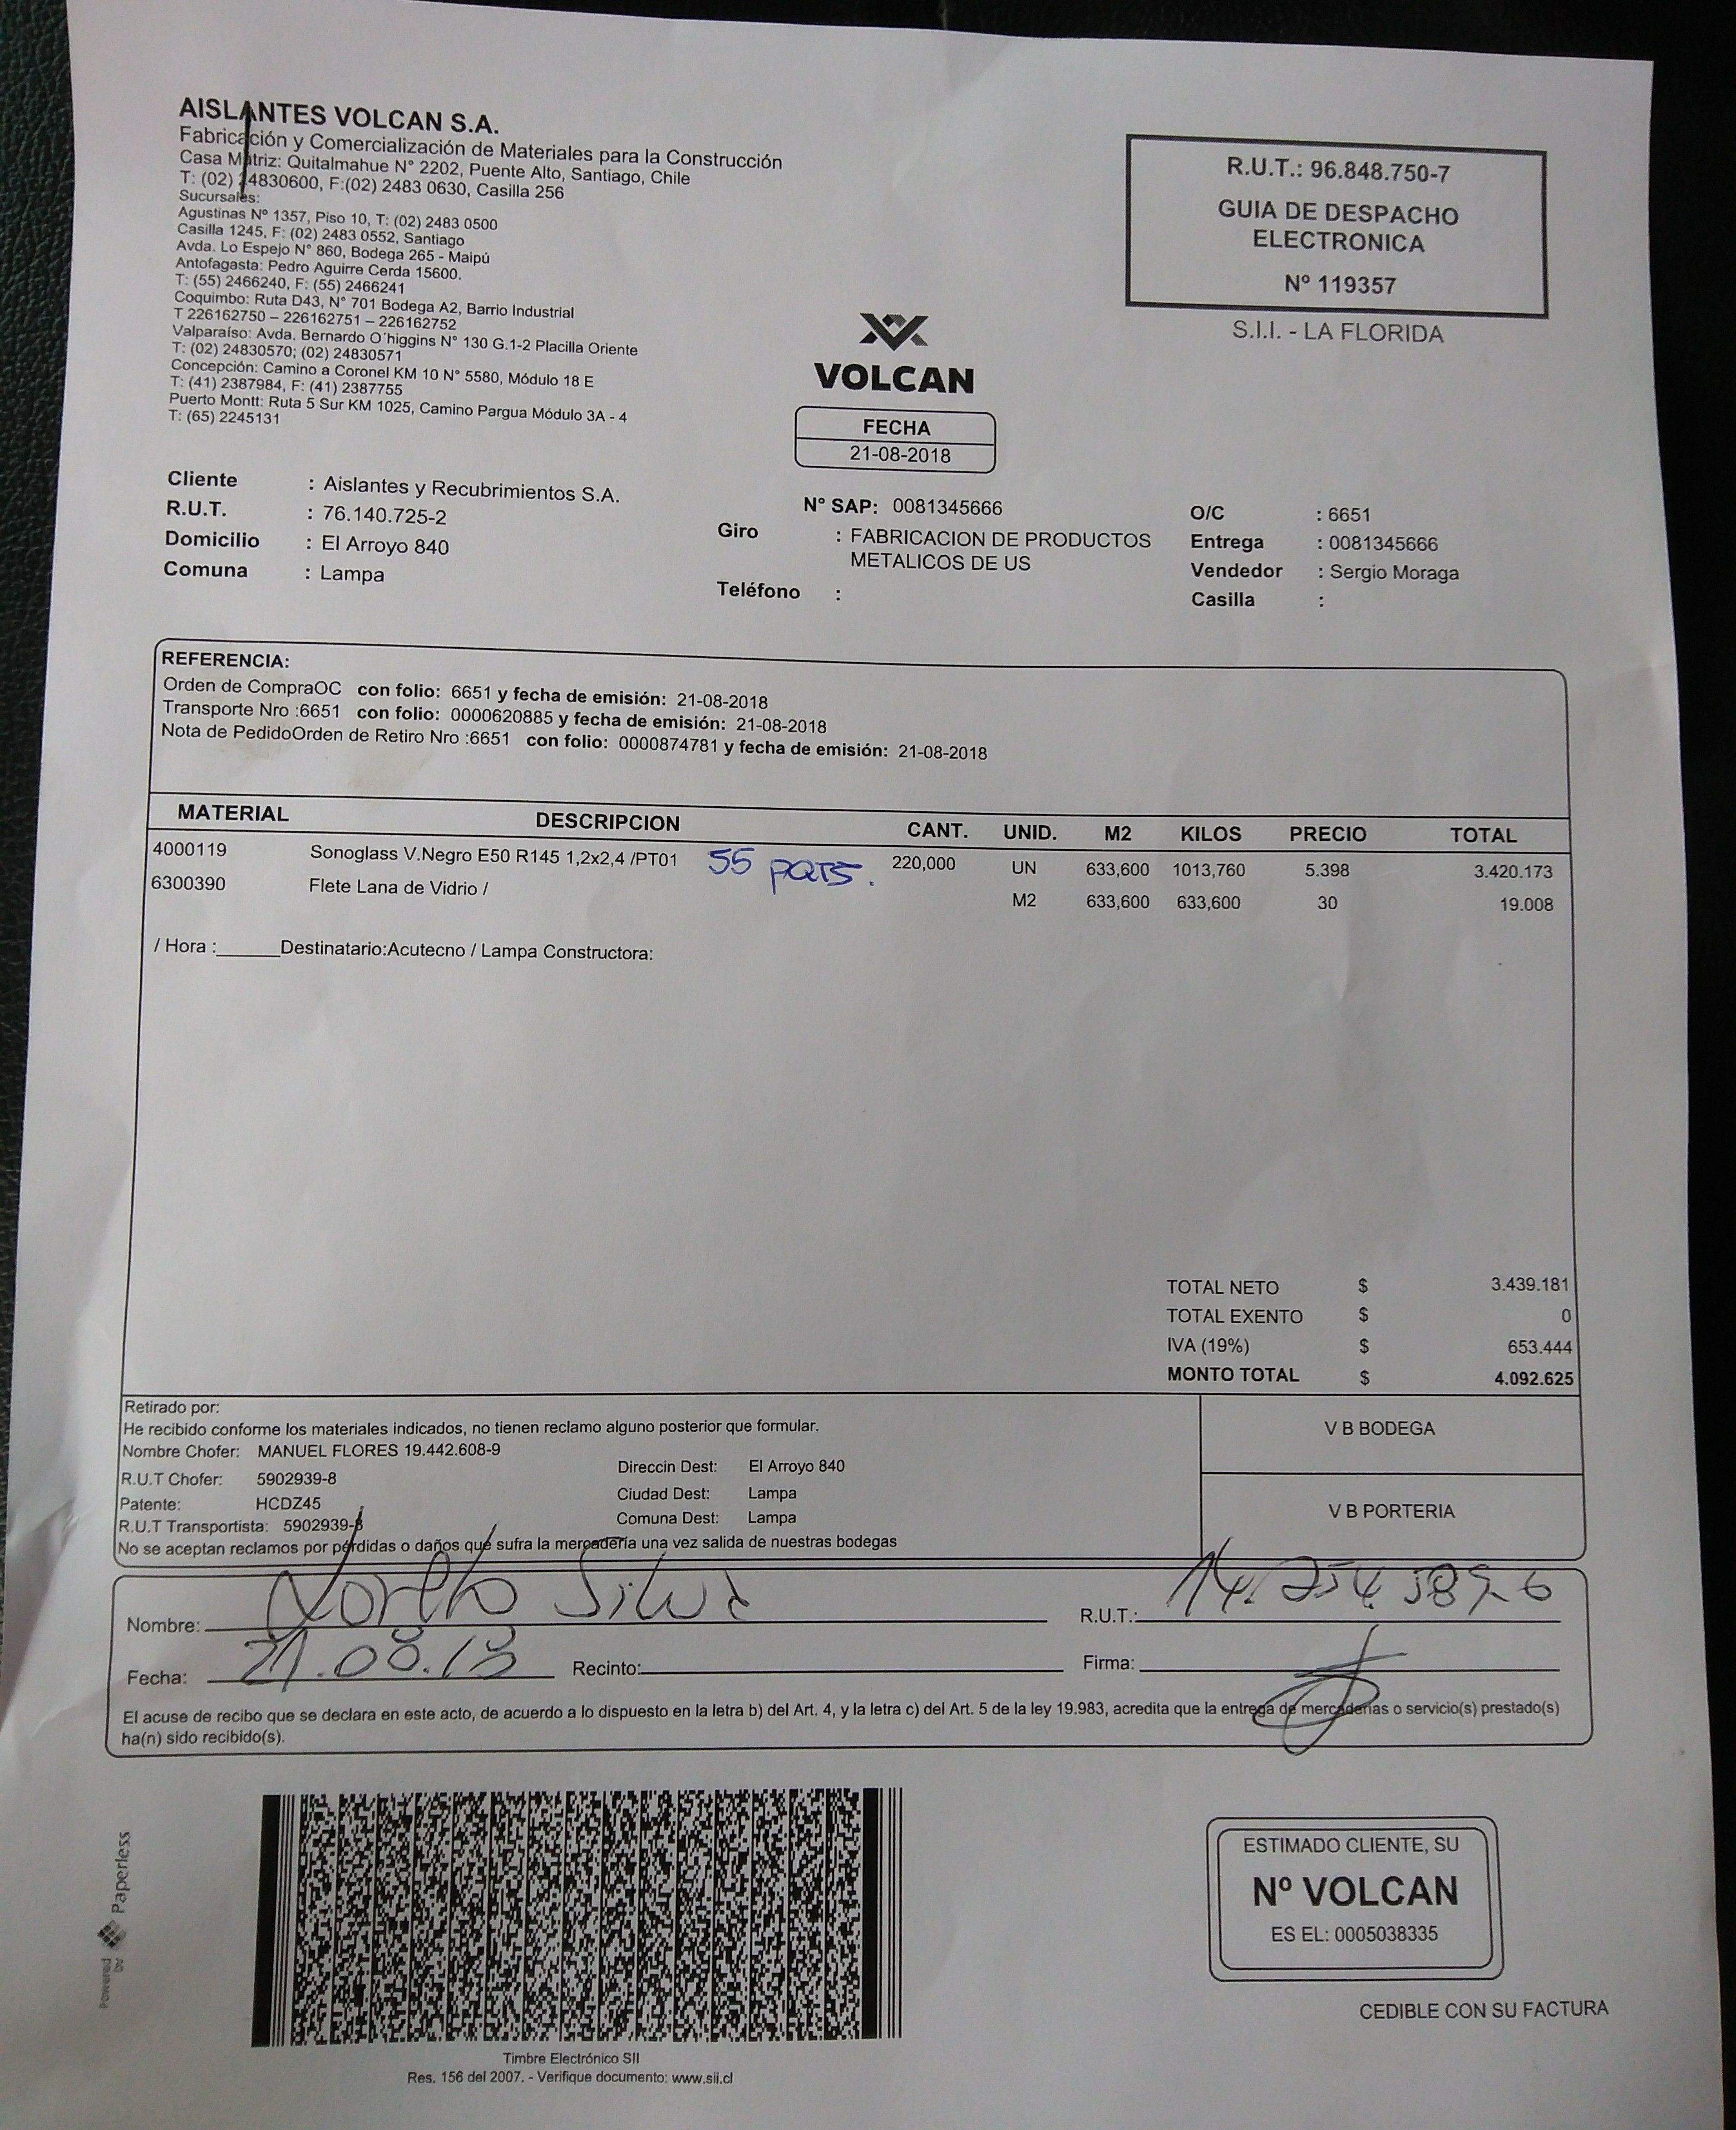 AISLANTES VOLCAN S.A.
Fabricación y Comercialización de Materiales para la Construcción
Casa Matriz: Quitalmahue N° 2202, Puente Alto, Santiago, Chile
T: (02) 24830600, F:(02) 2483 0630, Casilla 256
Sucursales:
Agustinas Nº 1357, Piso 10, T: (02) 2483 0500
Casilla 1245, F: (02) 2483 0552, Santiago
Avda. Lo Espejo N° 860, Bodega 265 - Maipú
Antofagasta: Pedro Aguirre Cerda 15600.
T: (55) 2466240, F: (55) 2466241
Coquimbo: Ruta D43, N° 701 Bodega A2, Barrio Industrial
T 226162750 – 226162751 – 226162752
Valparaíso: Avda. Bernardo O´higgins N° 130 G.1-2 Placilla Oriente
T: (02) 24830570; (02) 24830571
Concepción: Camino a Coronel KM 10 N° 5580, Módulo 18 E
T: (41) 2387984, F: (41) 2387755
Puerto Montt: Ruta 5 Sur KM 1025, Camino Pargua Módulo 3A - 4
T: (65) 2245131
R.U.T.: 96.848.750-7
GUIA DE DESPACHO
ELECTRONICA
Nº 119357
S.I.I. - LA FLORIDA
VOLCAN
FECHA
21-08-2018
Cliente : Aislantes y Recubrimientos S.A.
R.U.T. : 76.140.725-2
Domicilio : El Arroyo 840
Comuna : Lampa
N° SAP: 0081345666
Giro : FABRICACION DE PRODUCTOS
METALICOS DE US
Teléfono :
O/C : 6651
Entrega : 0081345666
Vendedor : Sergio Moraga
Casilla :
REFERENCIA:
Orden de CompraOC con folio: 6651 y fecha de emisión: 21-08-2018
Transporte Nro :6651 con folio: 0000620885 y fecha de emisión: 21-08-2018
Nota de PedidoOrden de Retiro Nro :6651 con folio: 0000874781 y fecha de emisión: 21-08-2018
MATERIAL DESCRIPCION CANT. UNID. M2 KILOS PRECIO TOTAL
4000119 Sonoglass V.Negro E50 R145 1,2x2,4 /PT01 55 PQTS. 220,000 UN 633,600 1013,760 5.398 3.420.173
6300390 Flete Lana de Vidrio / M2 633,600 633,600 30 19.008
/ Hora :______Destinatario:Acutecno / Lampa Constructora:
TOTAL NETO $ 3.439.181
TOTAL EXENTO $ 0
IVA (19%) $ 653.444
MONTO TOTAL $ 4.092.625
Retirado por:
He recibido conforme los materiales indicados, no tienen reclamo alguno posterior que formular.
Nombre Chofer: MANUEL FLORES 19.442.608-9
R.U.T Chofer: 5902939-8
Patente: HCDZ45
R.U.T Transportista: 5902939-8
Direccin Dest: El Arroyo 840
Ciudad Dest: Lampa
Comuna Dest: Lampa
No se aceptan reclamos por pérdidas o daños que sufra la mercadería una vez salida de nuestras bodegas
V B BODEGA
V B PORTERIA
Nombre: Silva R.U.T.: 14.254.589-6
Fecha: 21.08.18 Recinto: Firma:
El acuse de recibo que se declara en este acto, de acuerdo a lo dispuesto en la letra b) del Art. 4, y la letra c) del Art. 5 de la ley 19.983, acredita que la entrega de mercaderias o servicio(s) prestado(s)
ha(n) sido recibido(s).
Powered by Paperless
Timbre Electrónico SII
Res. 156 del 2007. - Verifique documento: www.sii.cl
ESTIMADO CLIENTE, SU
Nº VOLCAN
ES EL: 0005038335
CEDIBLE CON SU FACTURA